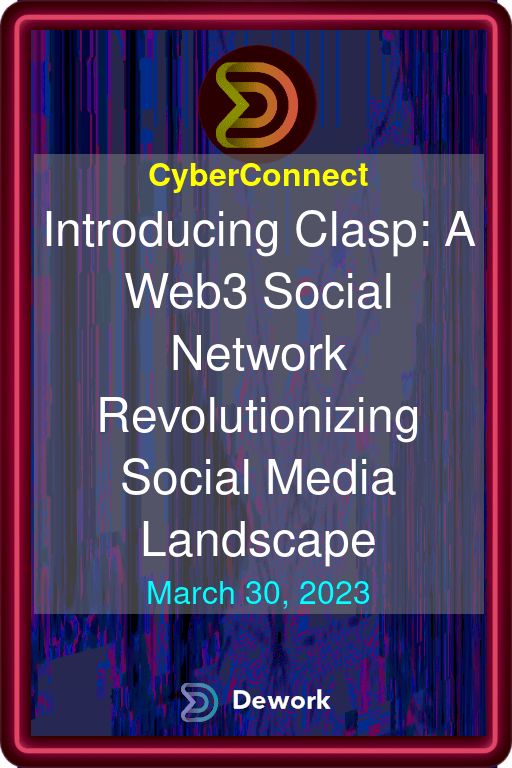 CyberConnect
Introducing Clasp: A
Web3 Social
Network
Revolutionizing
Social Media
Landscape
March 30, 2023
Dework